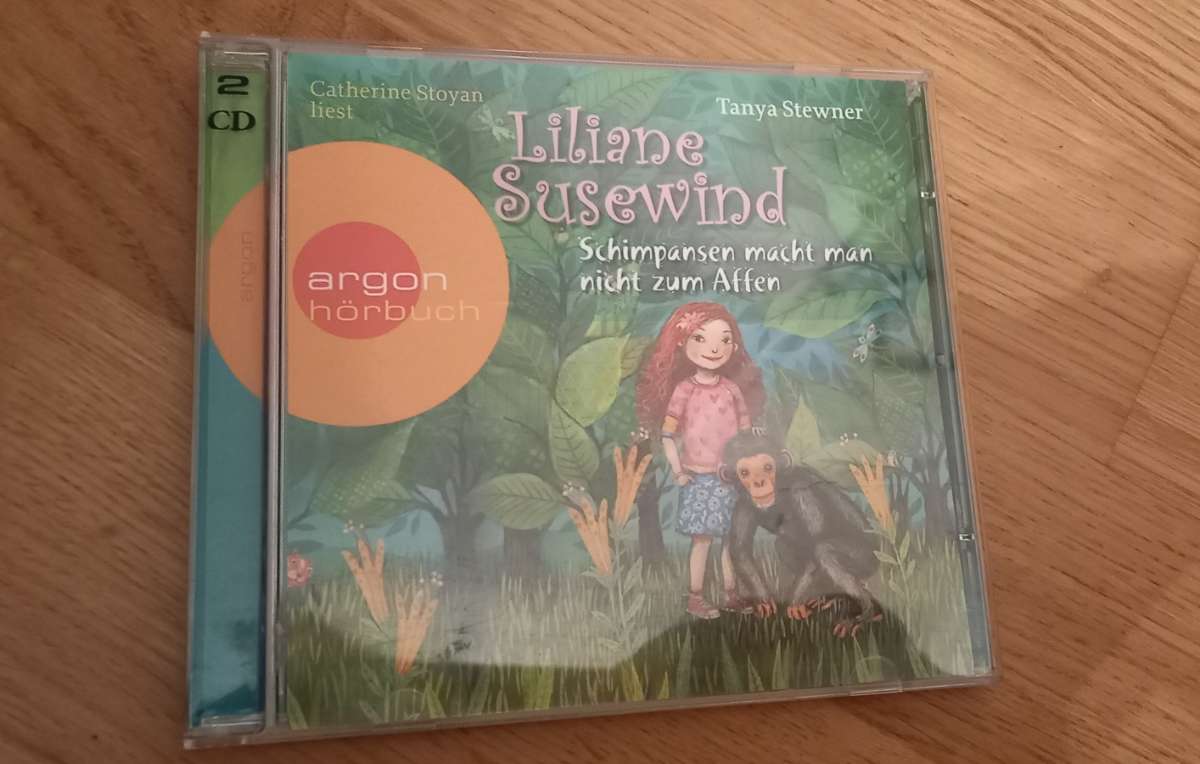 2
CD
argon
Catherine Stoyan
liest
Tanya Stewner
Liliane
Susewind
Schimpansen macht man
nicht zum Affen
argon
hörbuch